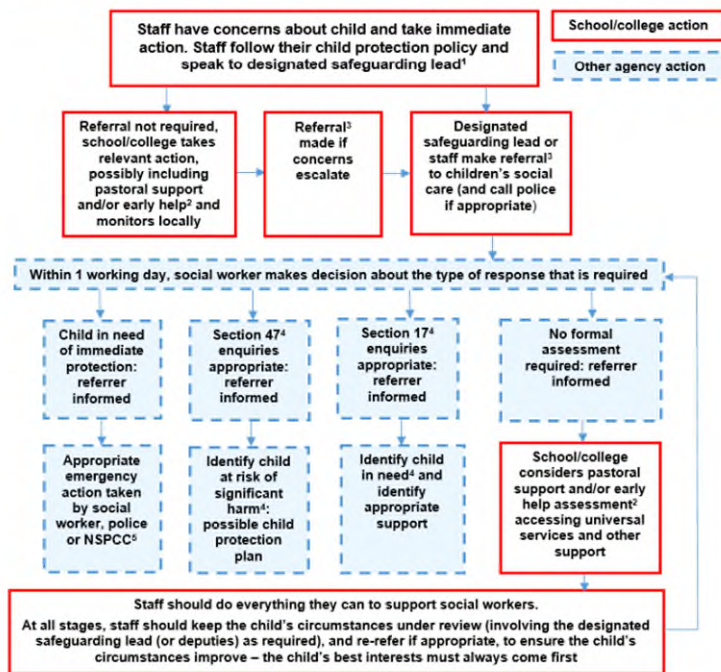 Staff have concerns about child and take immediate
action. Staff follow their child protection policy and
speak to designated safeguarding lead¹
School/college action
Other agency action
Referral not required,
school/college takes
relevant action,
possibly including
pastoral support
and/or early help² and
monitors locally
Referral³
made if
concerns
escalate
Designated
safeguarding lead or
staff make referral³
to children’s social
care (and call police
if appropriate)
Within 1 working day, social worker makes decision about the type of response that is required
Child in need
of immediate
protection:
referrer
informed
Section 47⁴
enquiries
appropriate:
referrer
informed
Section 17⁴
enquiries
appropriate:
referrer
informed
No formal
assessment
required: referrer
informed
Appropriate
emergency
action taken
by social
worker, police
or NSPCC⁵
Identify child
at risk of
significant
harm⁴:
possible child
protection
plan
Identify child
in need⁴ and
identify
appropriate
support
School/college
considers pastoral
support and/or early
help assessment²
accessing universal
services and other
support
Staff should do everything they can to support social workers.
At all stages, staff should keep the child’s circumstances under review (involving the designated
safeguarding lead (or deputies) as required), and re-refer if appropriate, to ensure the child’s
circumstances improve – the child’s best interests must always come first